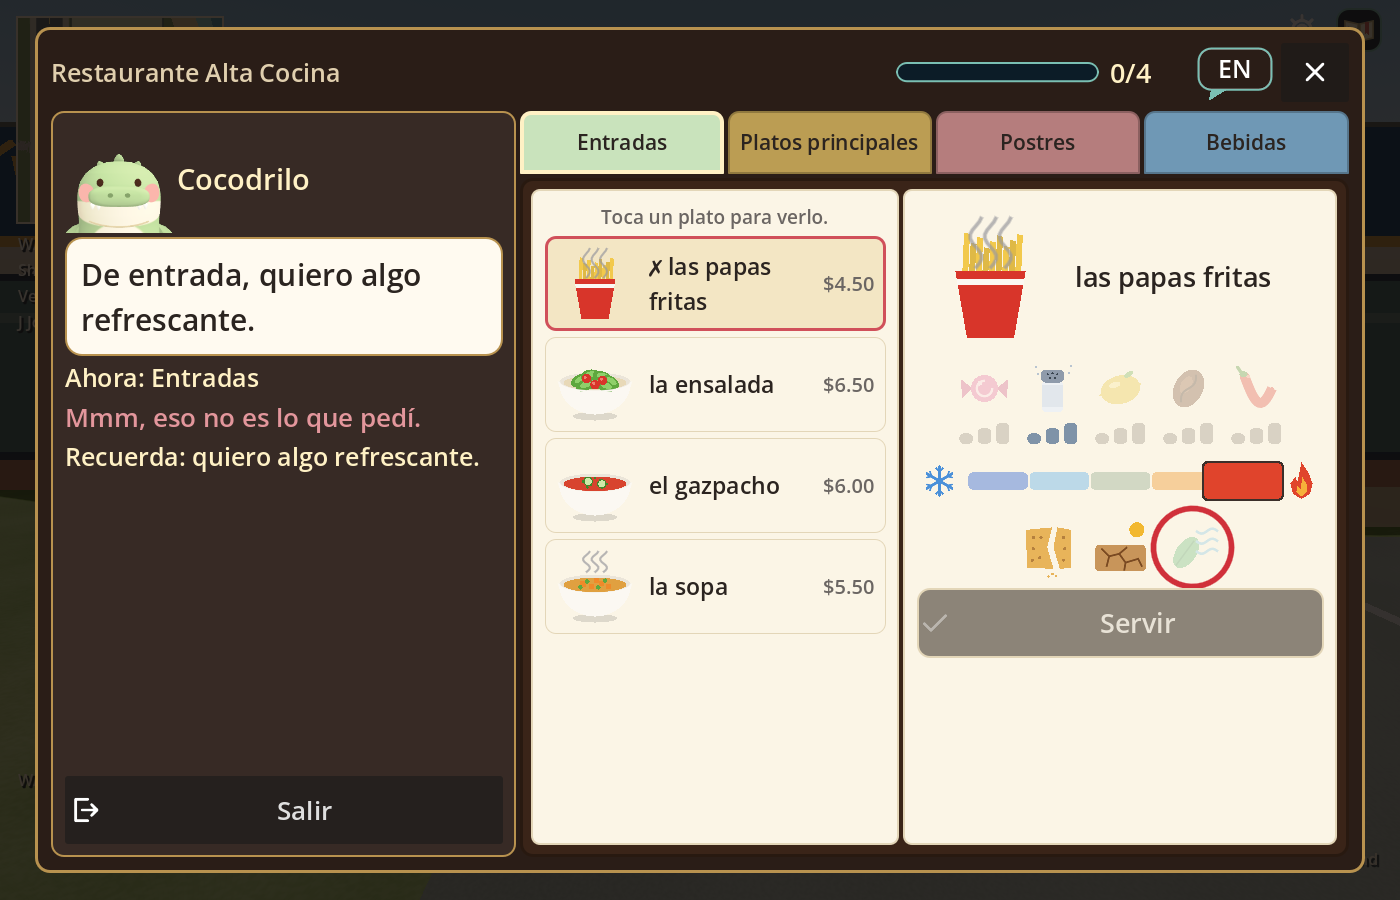 Restaurante Alta Cocina
0/4
EN
Cocodrilo
De entrada, quiero algo
refrescante.
Ahora: Entradas
Mmm, eso no es lo que pedí.
Recuerda: quiero algo refrescante.
Salir
Entradas
Platos principales
Postres
Bebidas
Toca un plato para verlo.
✗ las papas
fritas
$4.50
la ensalada
$6.50
el gazpacho
$6.00
la sopa
$5.50
las papas fritas
Servir